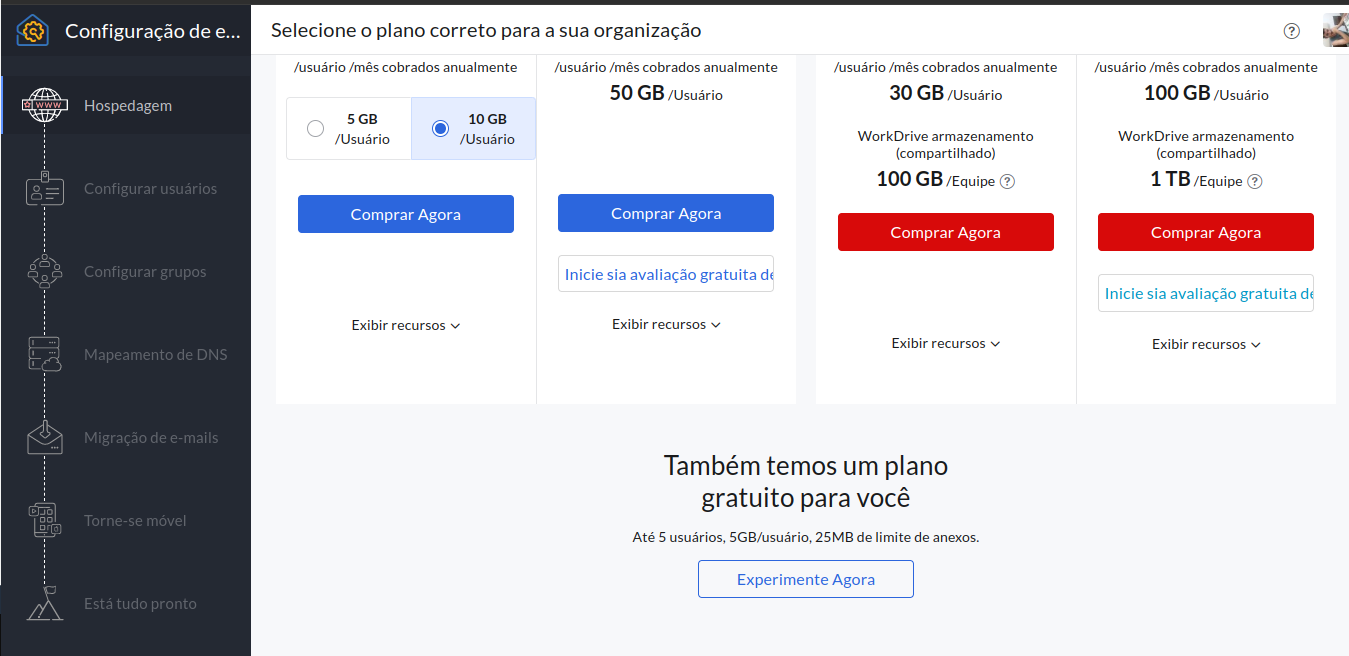 Configuração de e...
Selecione o plano correto para a sua organização
Hospedagem
Configurar usuários
Configurar grupos
Mapeamento de DNS
Migração de e-mails
Torne-se móvel
Está tudo pronto
/usuário /mês cobrados anualmente
5 GB
/Usuário
10 GB
/Usuário
Comprar Agora
Exibir recursos
/usuário /mês cobrados anualmente
50 GB /Usuário
Comprar Agora
Inicie sia avaliação gratuita de
Exibir recursos
/usuário /mês cobrados anualmente
30 GB /Usuário
WorkDrive armazenamento
(compartilhado)
100 GB /Equipe ?
Comprar Agora
Exibir recursos
/usuário /mês cobrados anualmente
100 GB /Usuário
WorkDrive armazenamento
(compartilhado)
1 TB /Equipe ?
Comprar Agora
Inicie sia avaliação gratuita de
Exibir recursos
Também temos um plano
gratuito para você
Até 5 usuários, 5GB/usuário, 25MB de limite de anexos.
Experimente Agora